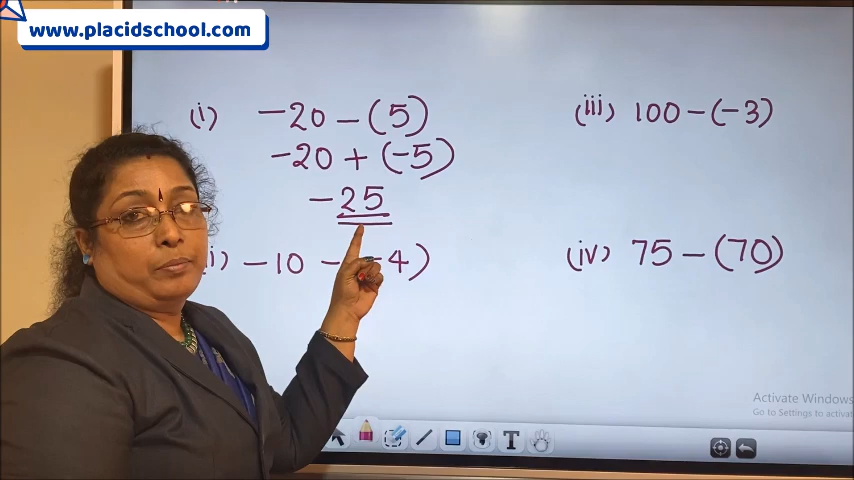 www.placidschool.com
(i) -20 - (5)
-20 + (-5)
-25
i) -10 - -4)
(iii) 100 - (-3)
(iv) 75 - (70)
Activate Windows
Go to Settings to activat
T